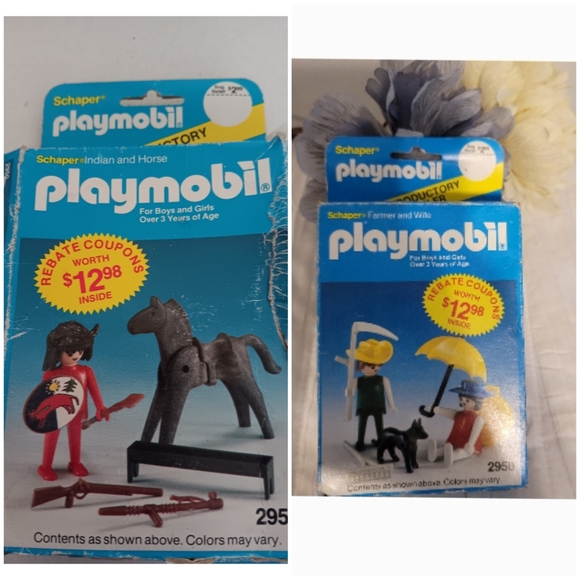 Schaper®
playmobil
$2⁰⁰
CTORY
Schaper® Indian and Horse
playmobil®
For Boys and Girls
Over 3 Years of Age
REBATE COUPONS
WORTH
$12.98
INSIDE
295
Contents as shown above. Colors may vary.
Schaper®
playmobil
ODUCTORY
ER
Schaper® Farmer and Wife
playmobil®
For Boys and Girls
Over 3 Years of Age
REBATE COUPONS
WORTH
$12.98
INSIDE
2950
Contents as shown above. Colors may vary.